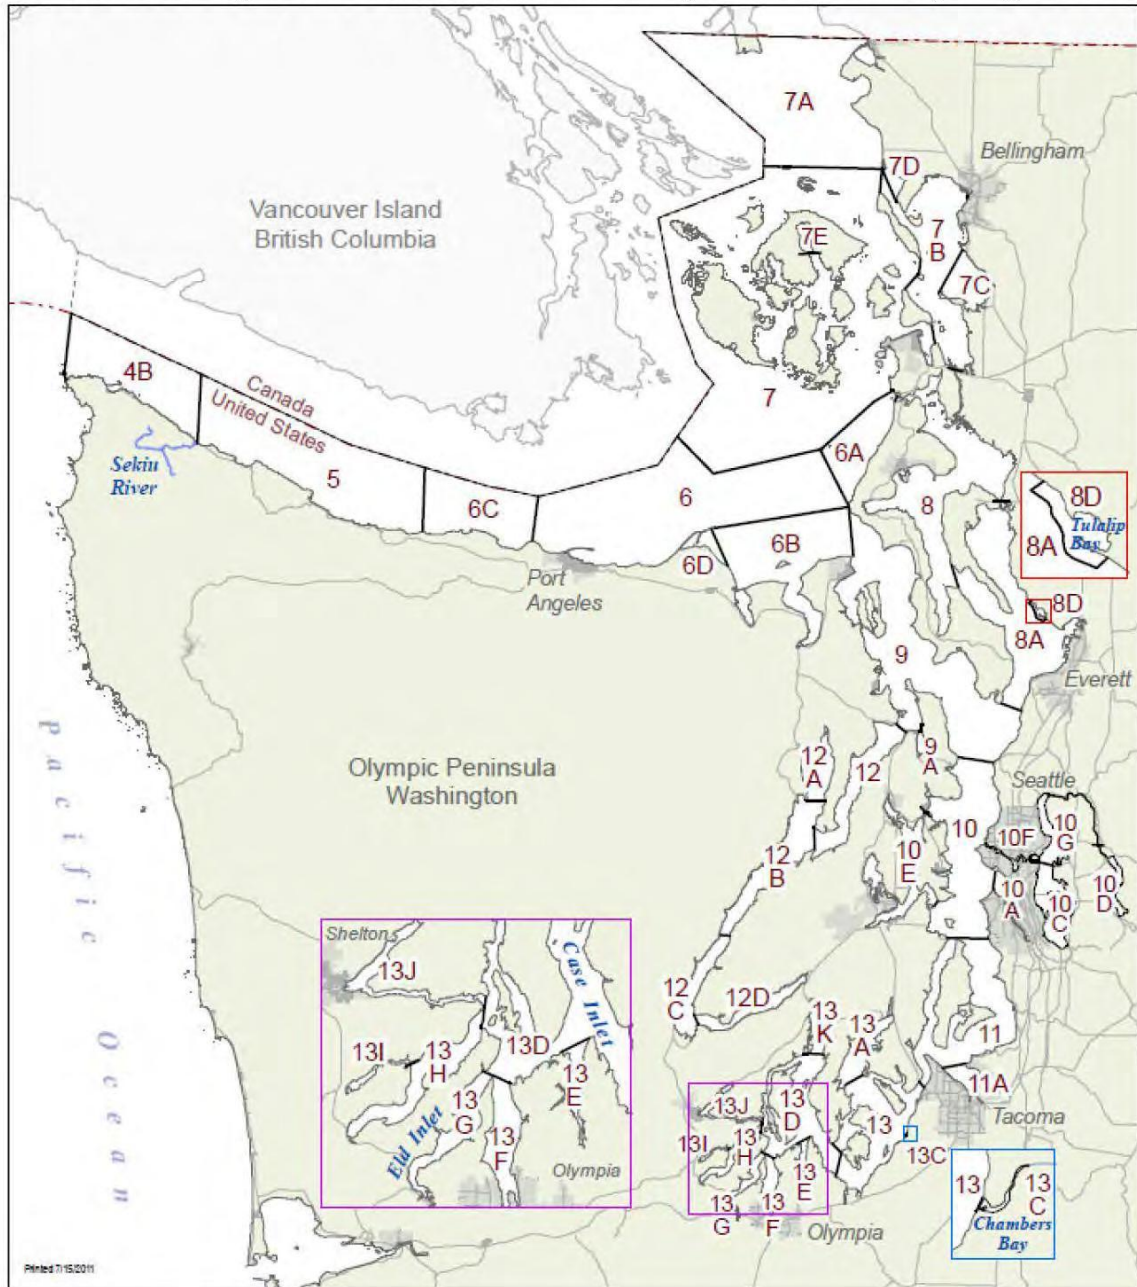 7A
Bellingham
7D
Vancouver Island
British Columbia
7E
7
B
7C
4B
Canada
United States
7
6A
Sekiu
River
5
6C
6
8
8D
Tulalip
Bay
8A
6B
6D
Port
Angeles
8D
8A
9
Everett
Pacific Ocean
Olympic Peninsula
Washington
12
A
12
9
A
Seattle
10
10F
10
G
12
B
10
E
10
A
10
C
10
D
12
C
12D
13
K
13
A
11
11A
Tacoma
Shelton
13J
Case Inlet
13I
13
H
13D
13
E
13
G
Eld Inlet
13
F
Olympia
13J
13
D
13I
13
H
13
13C
13
E
13
G
13
F
Olympia
13
13
C
Chambers
Bay
Printed 7/15/2011